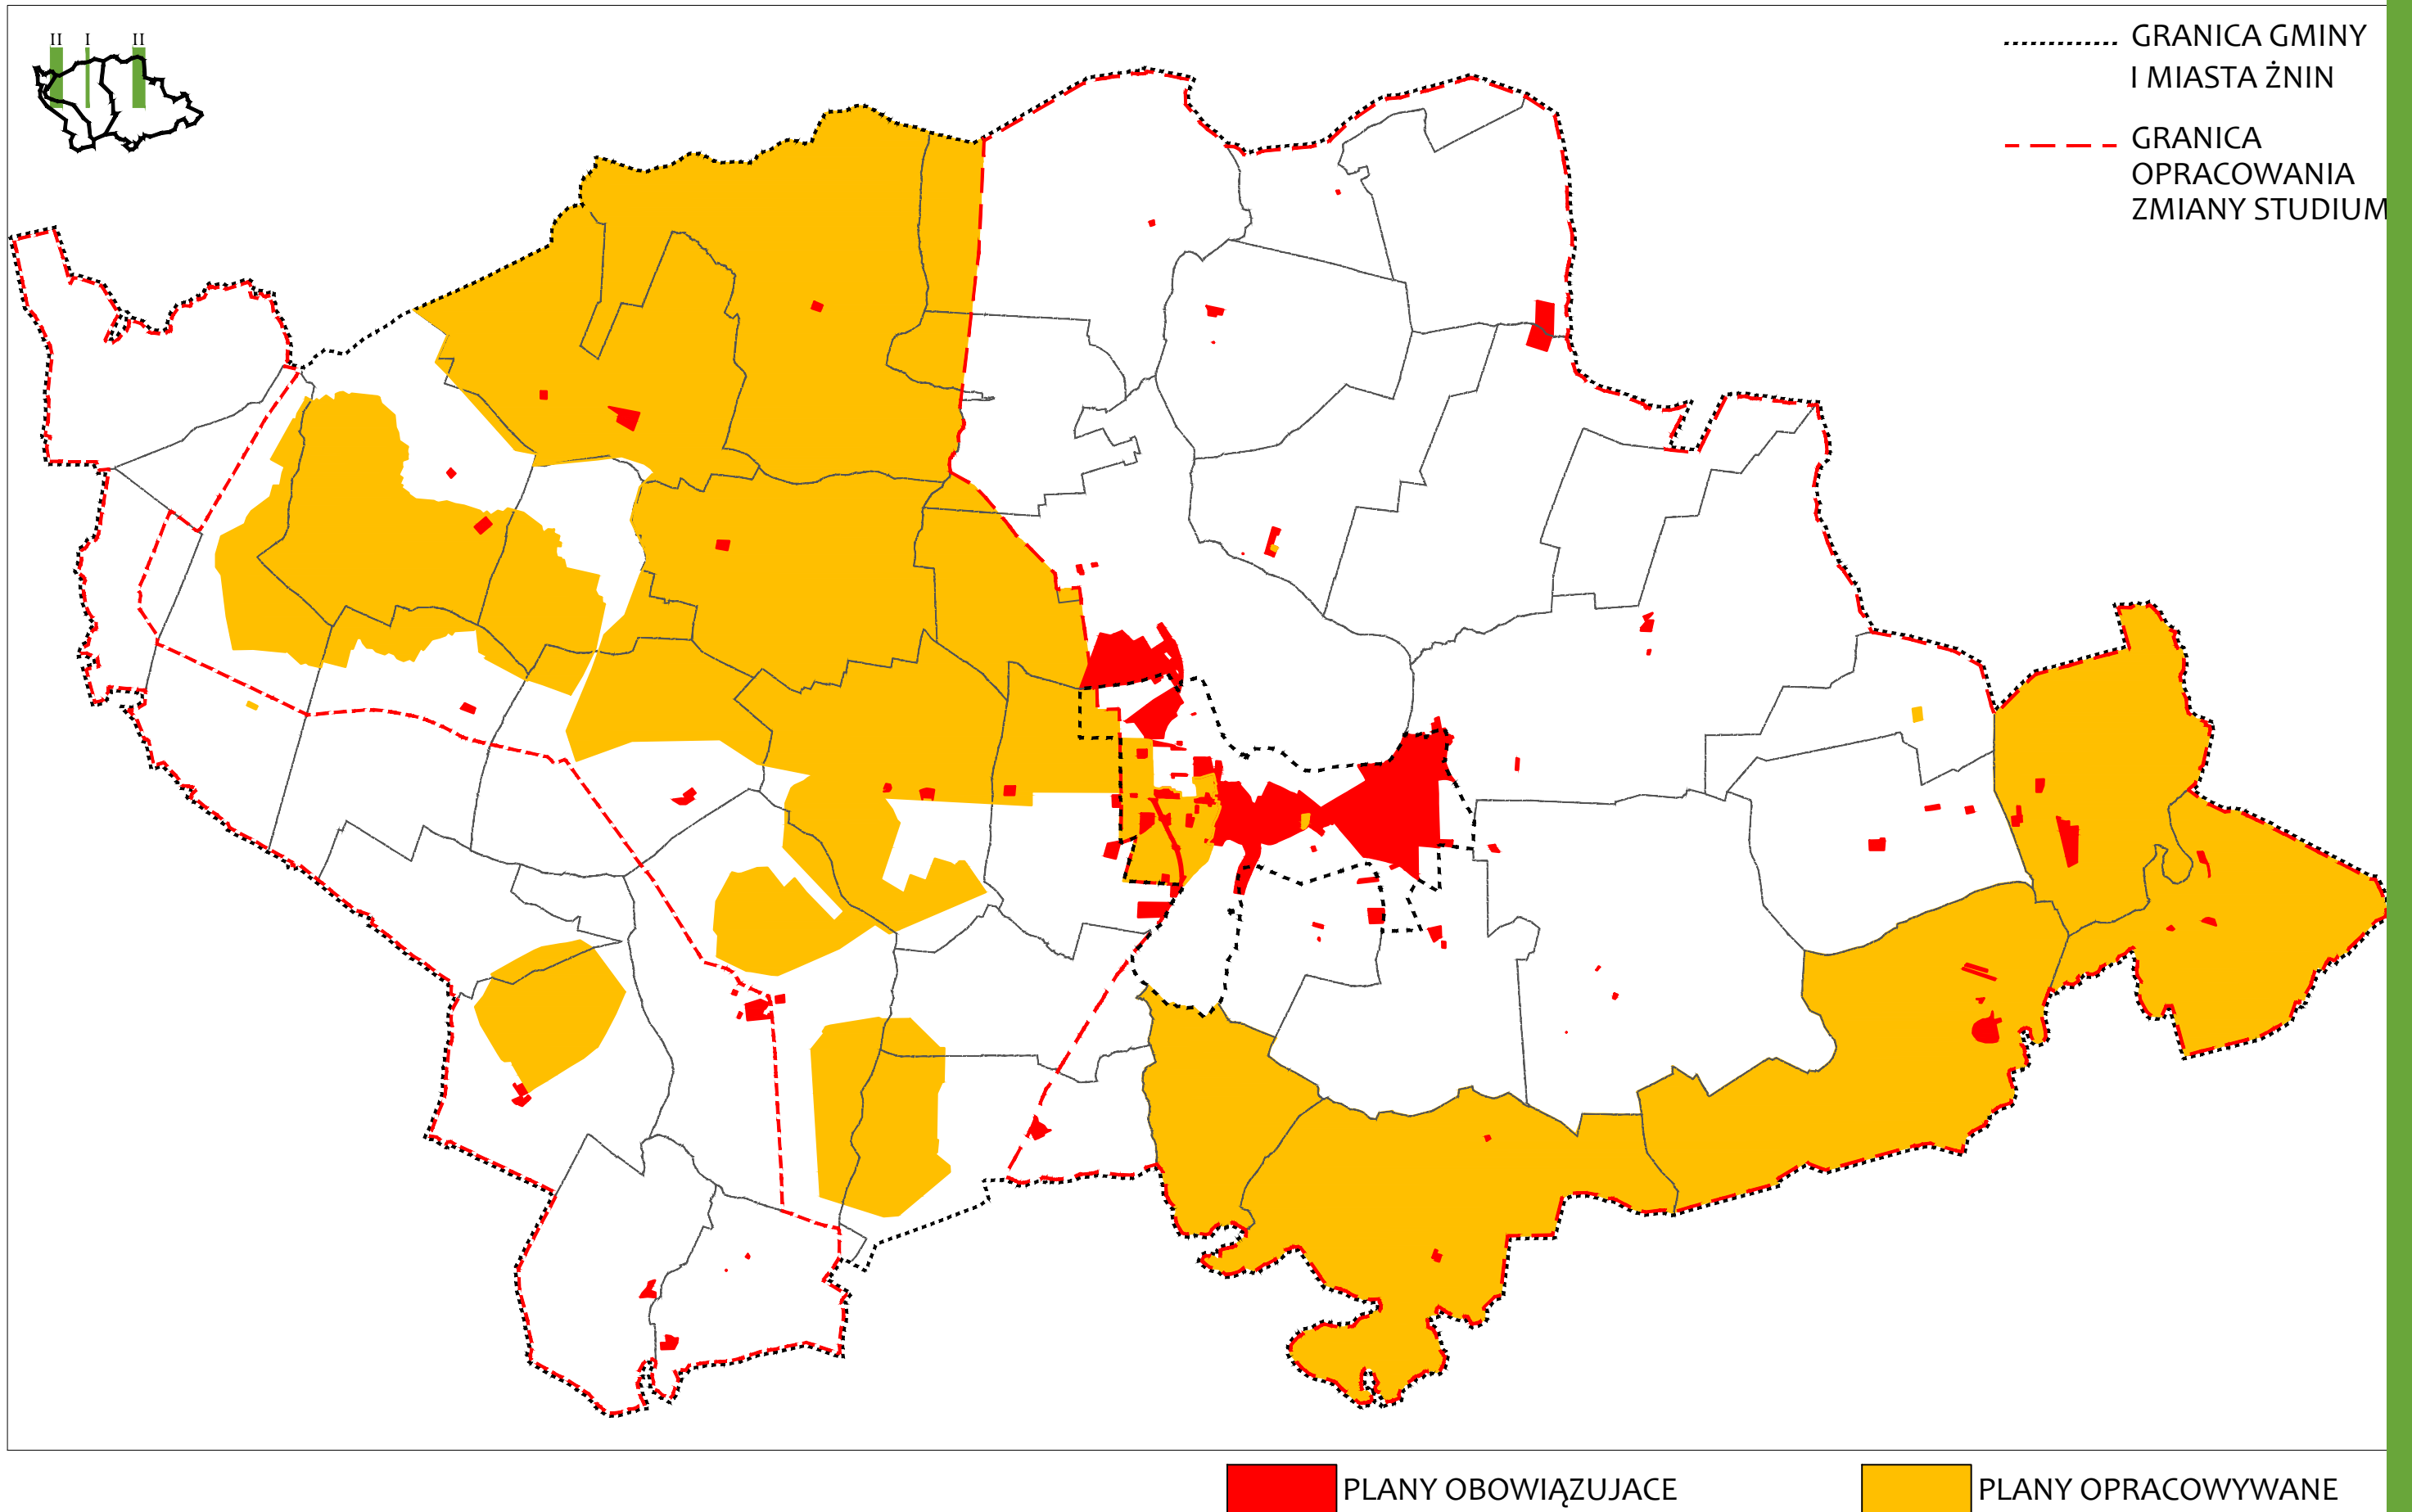 II I II
GRANICA GMINY
I MIASTA ŻNIN
GRANICA
OPRACOWANIA
ZMIANY STUDIUM
PLANY OBOWIĄZUJACE
PLANY OPRACOWYWANE